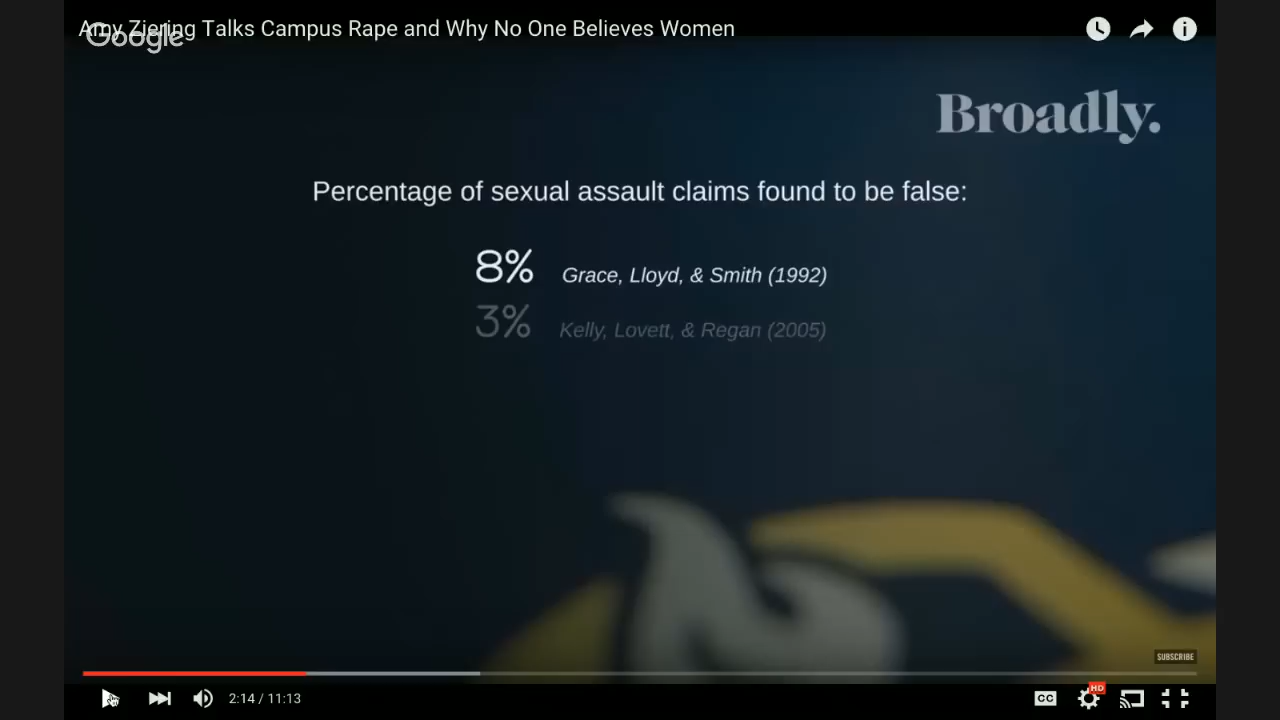 Amy Ziering Talks Campus Rape and Why No One Believes Women
Google
Broadly.
Percentage of sexual assault claims found to be false:
8% Grace, Lloyd, & Smith (1992)
3% Kelly, Lovett, & Regan (2005)
SUBSCRIBE
2:14 / 11:13
CC
HD